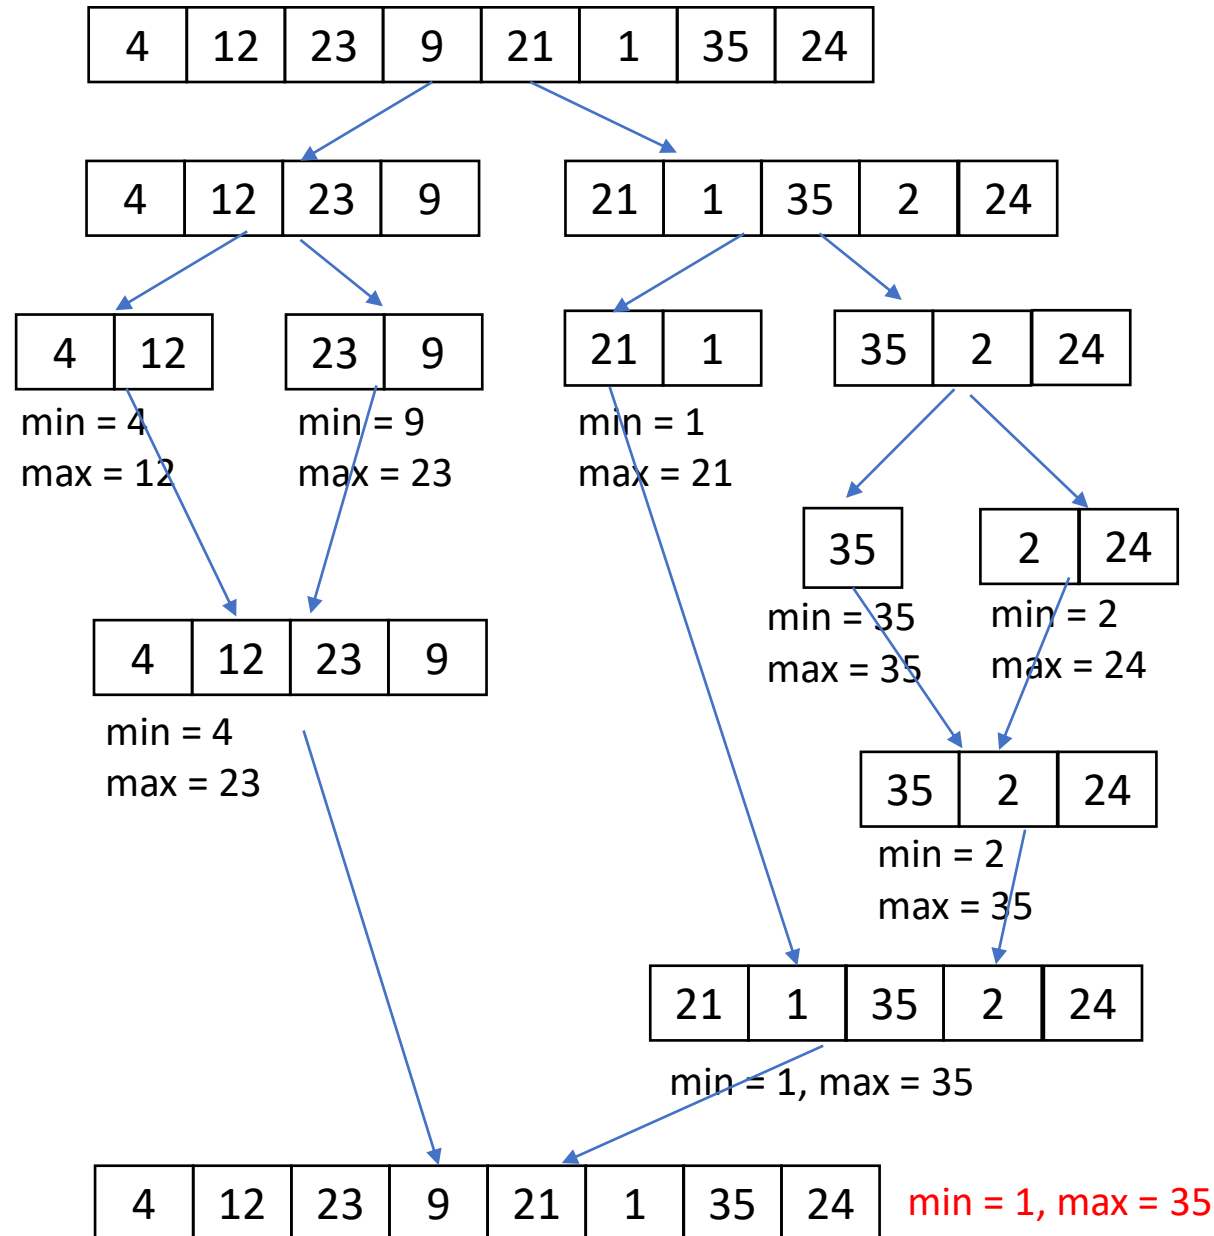 4 12 23 9 21 1 35 24
4 12 23 9 21 1 35 2 24
4 12 23 9 21 1 35 2 24
min = 4 min = 9 min = 1
max = 12 max = 23 max = 21
35 2 24
min = 35 min = 2
max = 35 max = 24
4 12 23 9
min = 4
max = 23
35 2 24
min = 2
max = 35
21 1 35 2 24
min = 1, max = 35
4 12 23 9 21 1 35 24 min = 1, max = 35